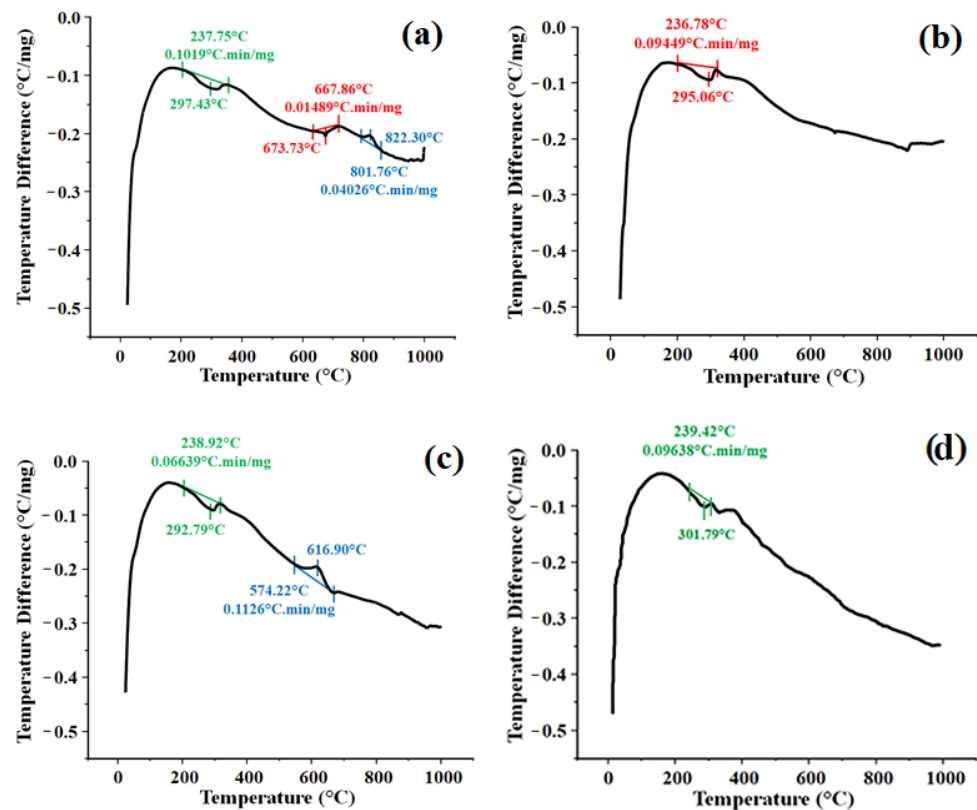 (a)
Temperature Difference (°C/mg)
0.0
−0.1
−0.2
−0.3
−0.4
−0.5
237.75°C
0.1019°C.min/mg
297.43°C
667.86°C
0.01489°C.min/mg
673.73°C
822.30°C
801.76°C
0.04026°C.min/mg
0 200 400 600 800 1000
Temperature (°C)
(b)
Temperature Difference (°C/mg)
0.0
−0.1
−0.2
−0.3
−0.4
−0.5
236.78°C
0.09449°C.min/mg
295.06°C
0 200 400 600 800 1000
Temperature (°C)
(c)
Temperature Difference (°C/mg)
0.0
−0.1
−0.2
−0.3
−0.4
−0.5
238.92°C
0.06639°C.min/mg
292.79°C
616.90°C
574.22°C
0.1126°C.min/mg
0 200 400 600 800 1000
Temperature (°C)
(d)
Temperature Difference (°C/mg)
0.0
−0.1
−0.2
−0.3
−0.4
−0.5
239.42°C
0.09638°C.min/mg
301.79°C
0 200 400 600 800 1000
Temperature (°C)